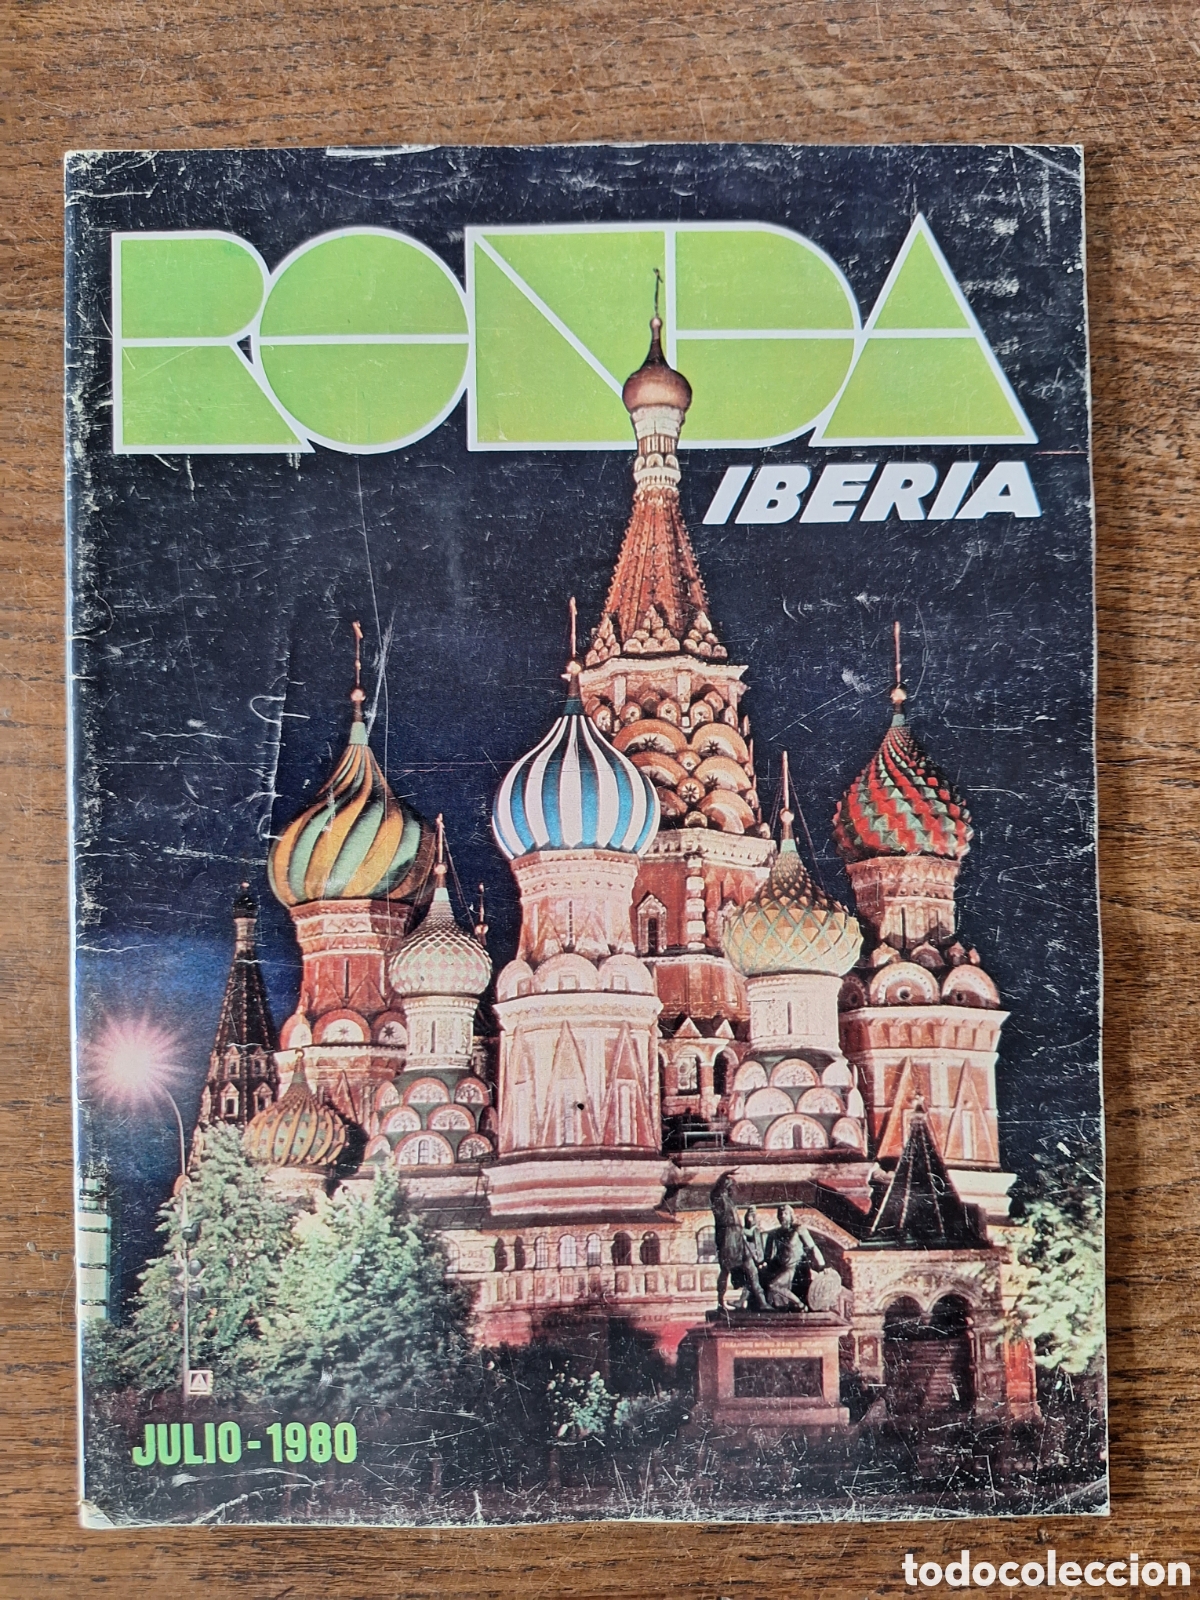 RONDA
IBERIA
JULIO-1980
todocoleccion